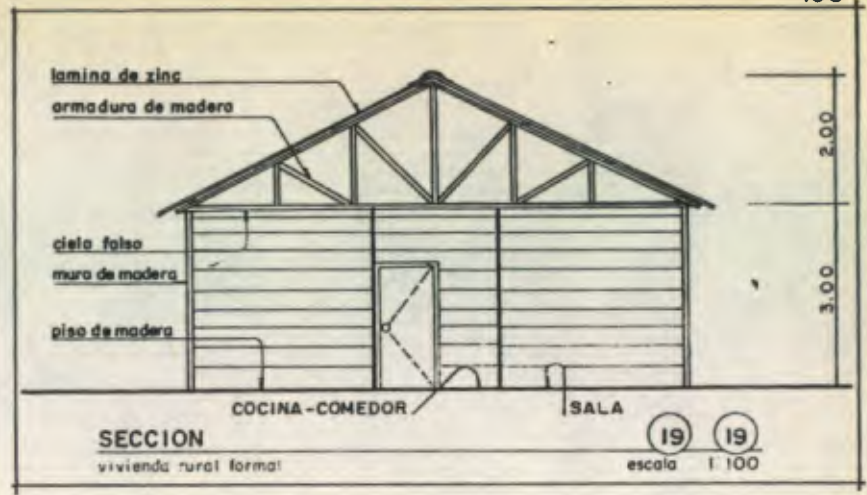 lamina de zinc
armadura de madera
2.00
cielo falso
muro de madera
3.00
piso de madera
COCINA-COMEDOR
SALA
SECCION
19 19
vivienda rural formal
escala 1:100